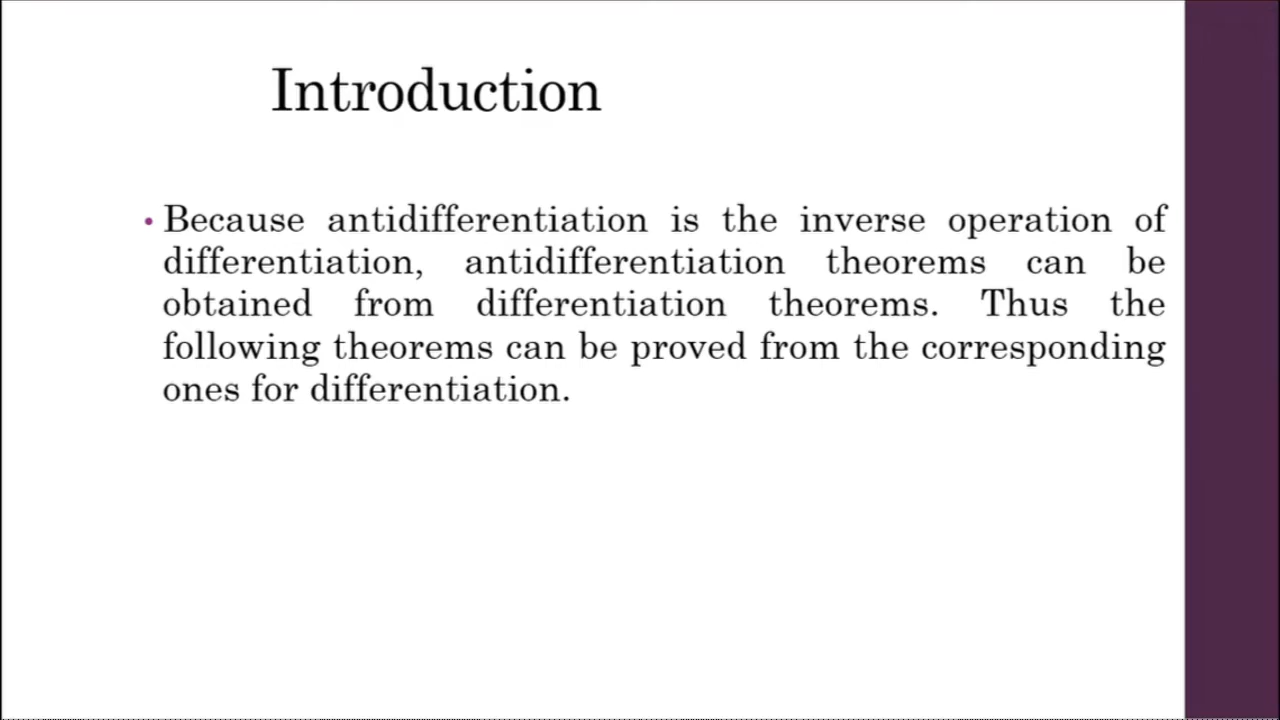 Introduction
• Because antidifferentiation is the inverse operation of
differentiation, antidifferentiation theorems can be
obtained from differentiation theorems. Thus the
following theorems can be proved from the corresponding
ones for differentiation.